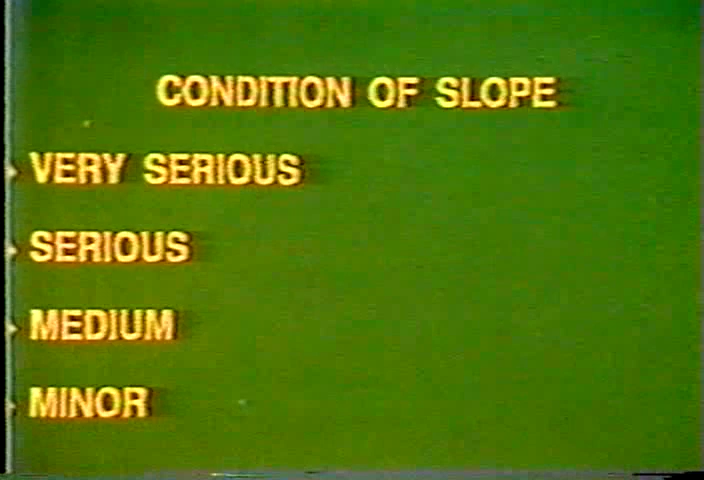 CONDITION OF SLOPE
VERY SERIOUS
SERIOUS
MEDIUM
MINOR